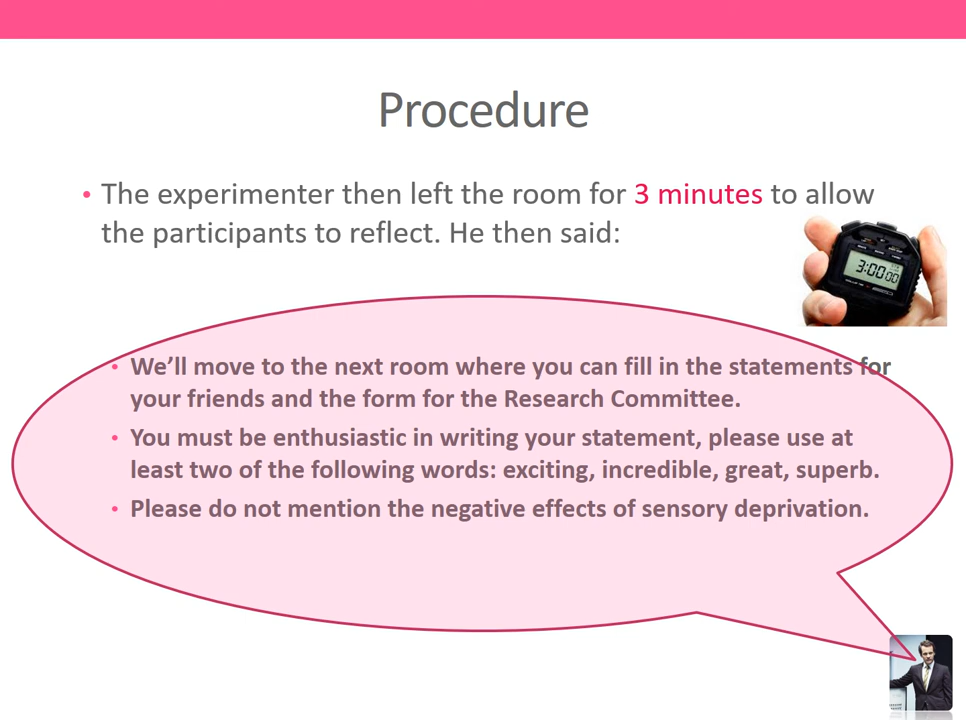 Procedure
• The experimenter then left the room for 3 minutes to allow
the participants to reflect. He then said:
3:00 00
• We’ll move to the next room where you can fill in the statements for
your friends and the form for the Research Committee.
• You must be enthusiastic in writing your statement, please use at
least two of the following words: exciting, incredible, great, superb.
• Please do not mention the negative effects of sensory deprivation.